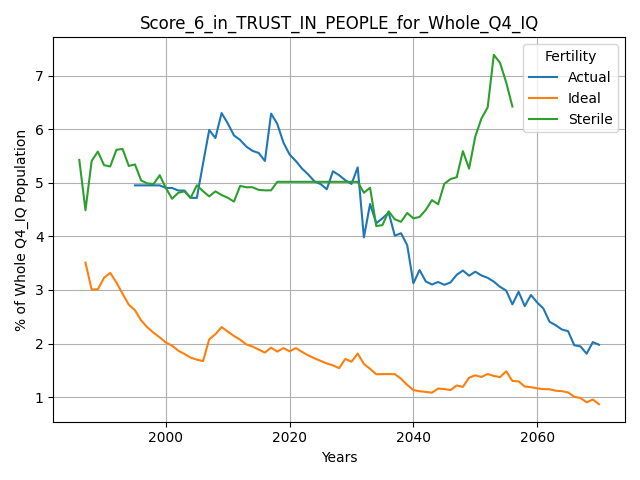 Score_6_in_TRUST_IN_PEOPLE_for_Whole_Q4_IQ
Fertility
Actual
Ideal
Sterile
% of Whole Q4_IQ Population
7
6
5
4
3
2
1
2000
2020
2040
2060
Years